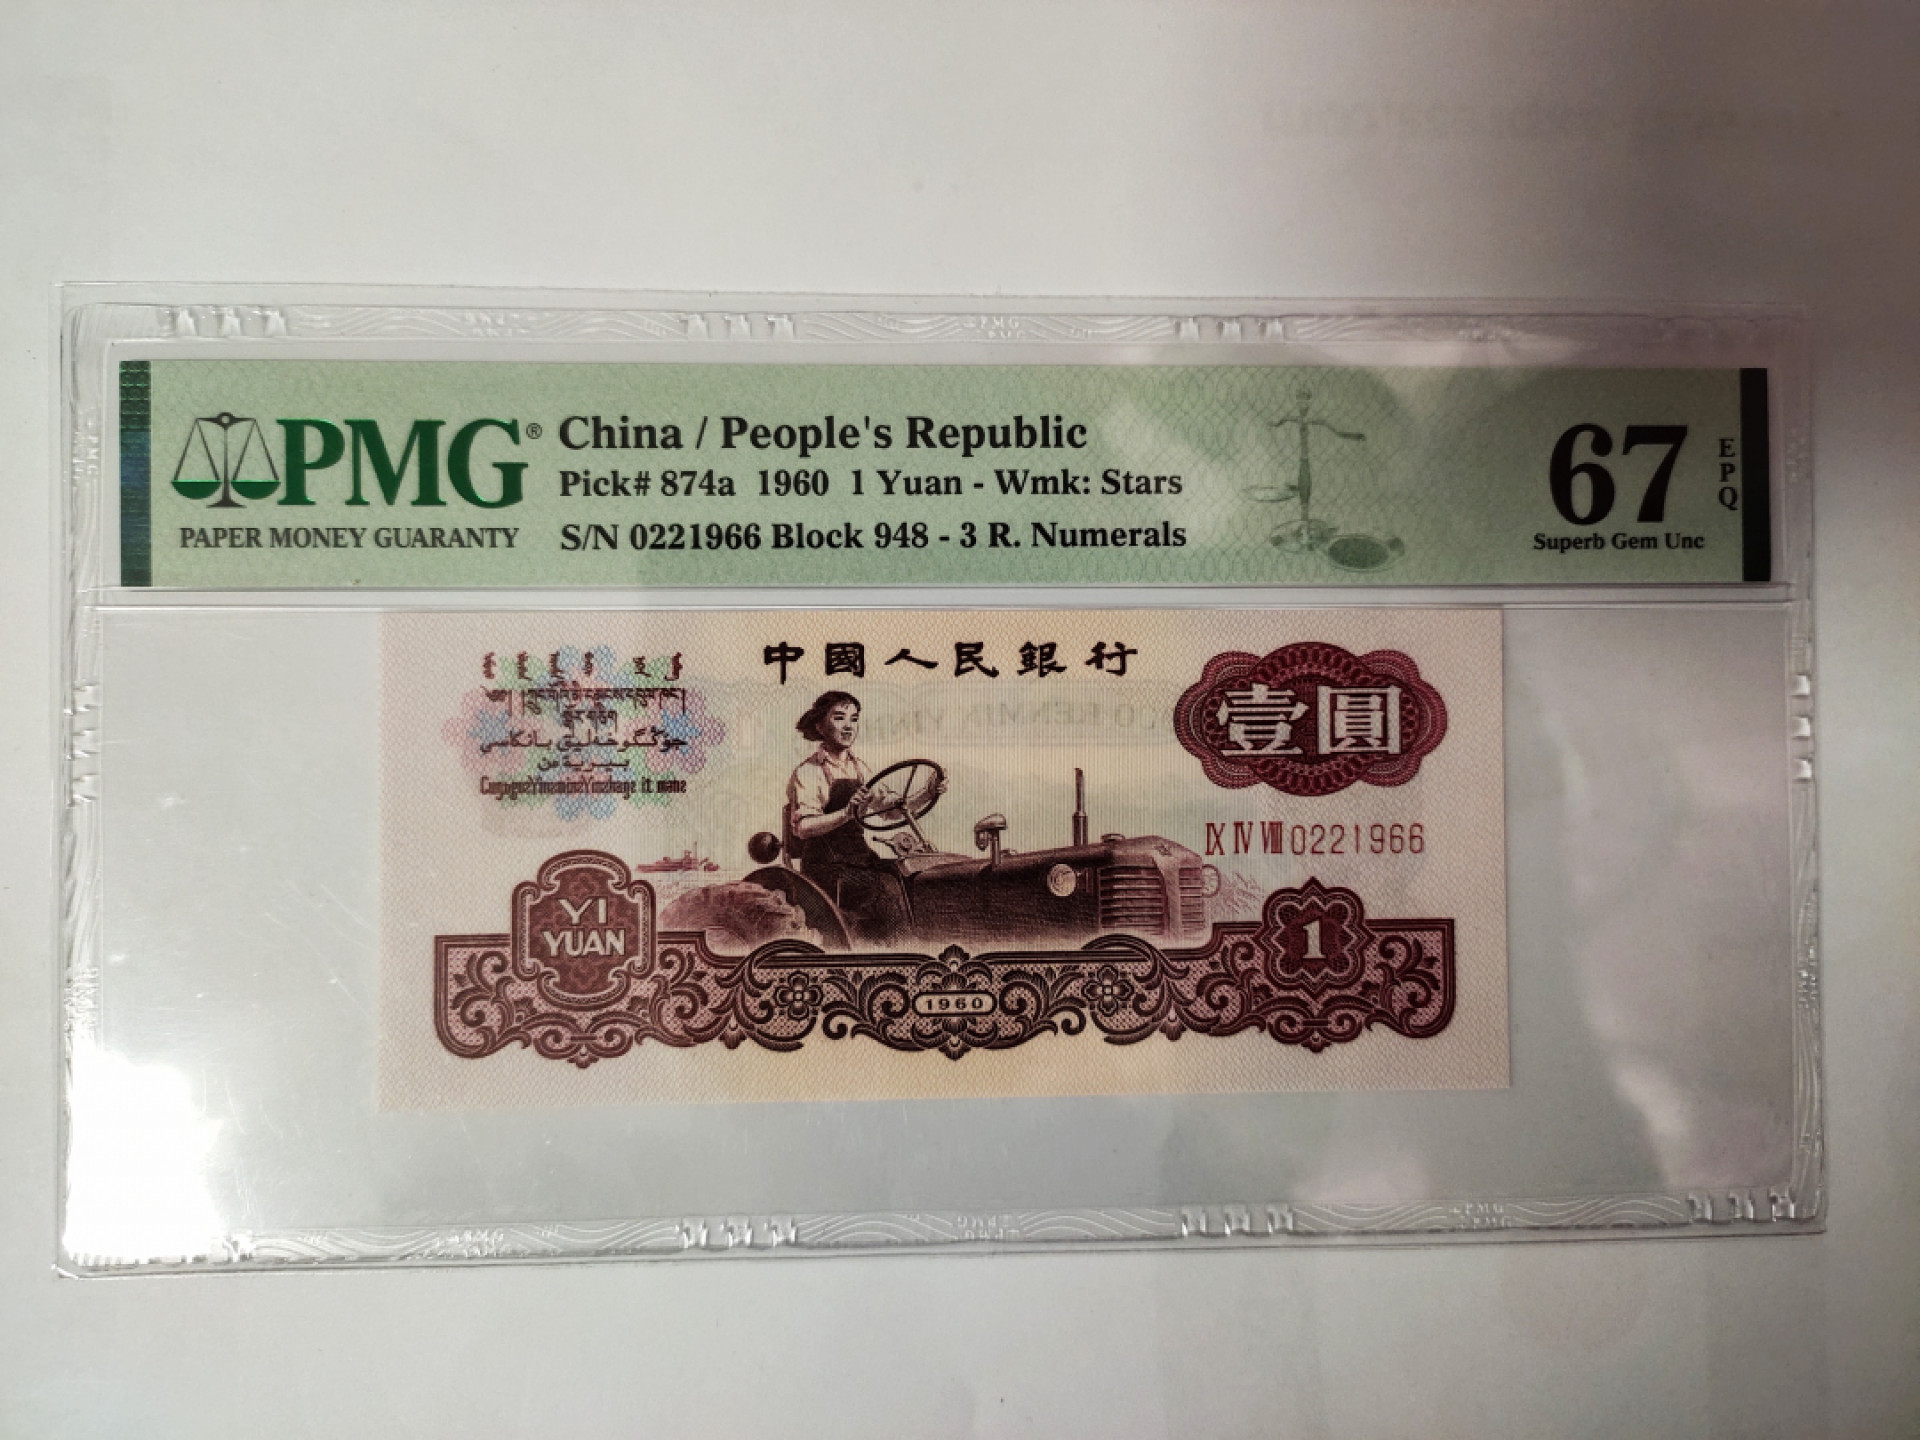 PMG®
PAPER MONEY GUARANTY
China / People's Republic
Pick# 874a 1960 1 Yuan - Wmk: Stars
S/N 0221966 Block 948 - 3 R. Numerals
67
EPQ
Superb Gem Unc
中國人民銀行
壹圓
IX IV VIII 0221966
YI
YUAN
1960
1